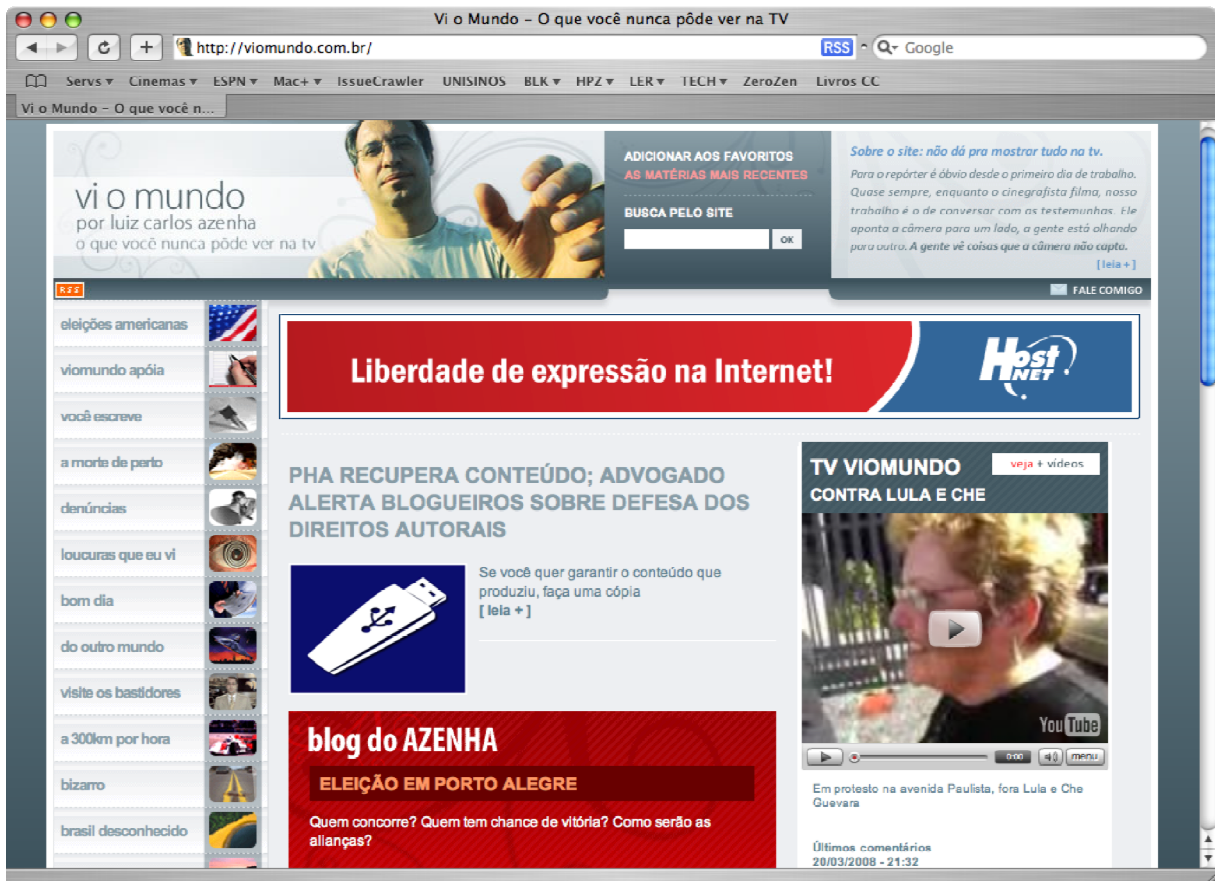 Vi o Mundo – O que você nunca pôde ver na TV
http://viomundo.com.br/
RSS
Google
Servs Cinemas ESPN Mac+ IssueCrawler UNISINOS BLK HPZ LER TECH ZeroZen Livros CC
Vi o Mundo – O que você n...
vi o mundo
por luiz carlos azenha
o que você nunca pôde ver na tv
ADICIONAR AOS FAVORITOS
AS MATÉRIAS MAIS RECENTES
BUSCA PELO SITE
OK
Sobre o site: não dá pra mostrar tudo na tv.
Para o repórter é óbvio desde o primeiro dia de trabalho.
Quase sempre, enquanto o cinegrafista filma, nosso
trabalho é o de conversar com as testemunhas. Ele
aponta a câmera para um lado, a gente está olhando
para outro. A gente vê coisas que a câmera não capta.
[leia +]
RSS
FALE COMIGO
eleições americanas
viomundo apóia
você escreve
a morte de perto
denúncias
loucuras que eu vi
bom dia
do outro mundo
visite os bastidores
a 300km por hora
bizarro
brasil desconhecido
Liberdade de expressão na Internet!
Host
NET
PHA RECUPERA CONTEÚDO; ADVOGADO
ALERTA BLOGUEIROS SOBRE DEFESA DOS
DIREITOS AUTORAIS
Se você quer garantir o conteúdo que
produziu, faça uma cópia
[ leia + ]
blog do AZENHA
ELEIÇÃO EM PORTO ALEGRE
Quem concorre? Quem tem chance de vitória? Como serão as
alianças?
TV VIOMUNDO
veja + vídeos
CONTRA LULA E CHE
YouTube
0:00
menu
Em protesto na avenida Paulista, fora Lula e Che
Guevara
Últimos comentários
20/03/2008 - 21:32